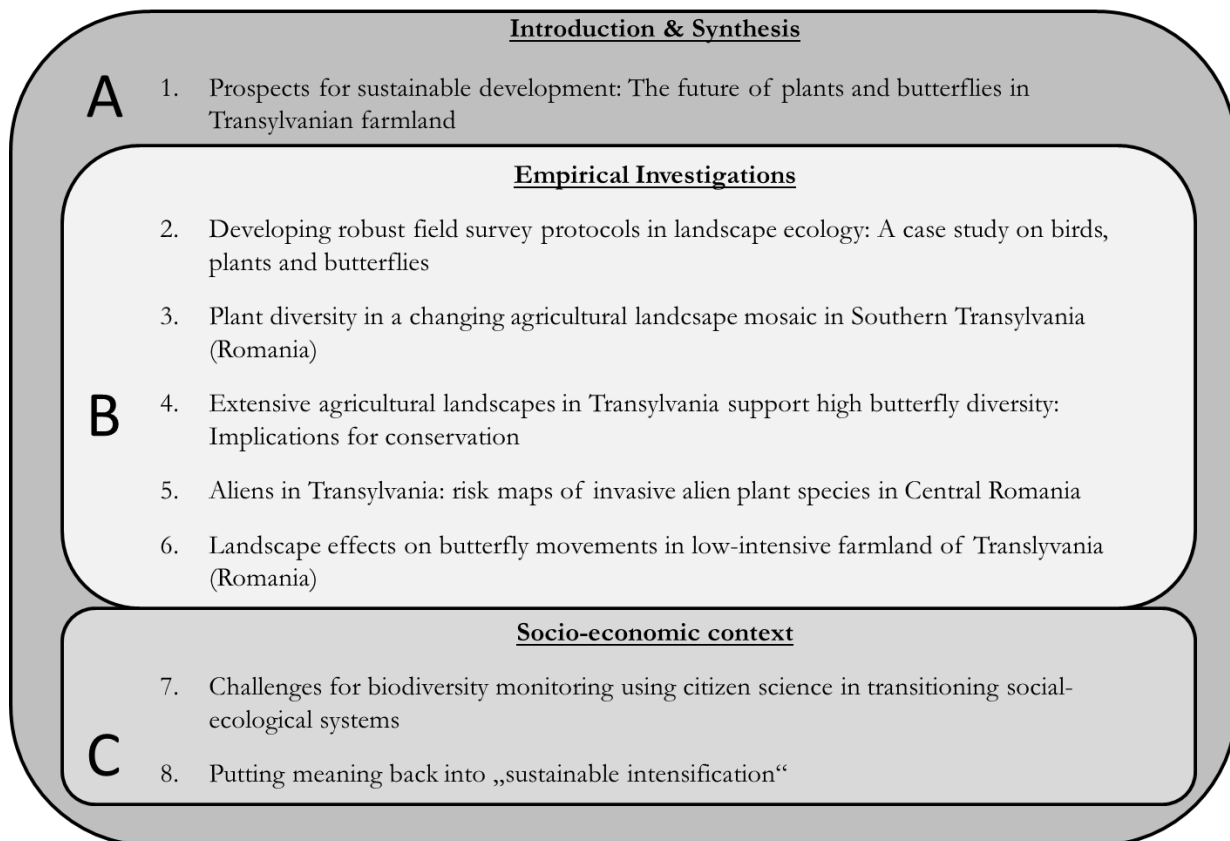 Introduction & Synthesis
A
1. Prospects for sustainable development: The future of plants and butterflies in
Transylvanian farmland
Empirical Investigations
2. Developing robust field survey protocols in landscape ecology: A case study on birds,
plants and butterflies
3. Plant diversity in a changing agricultural landcsape mosaic in Southern Transylvania
(Romania)
B
4. Extensive agricultural landscapes in Transylvania support high butterfly diversity:
Implications for conservation
5. Aliens in Transylvania: risk maps of invasive alien plant species in Central Romania
6. Landscape effects on butterfly movements in low-intensive farmland of Translyvania
(Romania)
Socio-economic context
7. Challenges for biodiversity monitoring using citizen science in transitioning social-
ecological systems
C
8. Putting meaning back into „sustainable intensification“